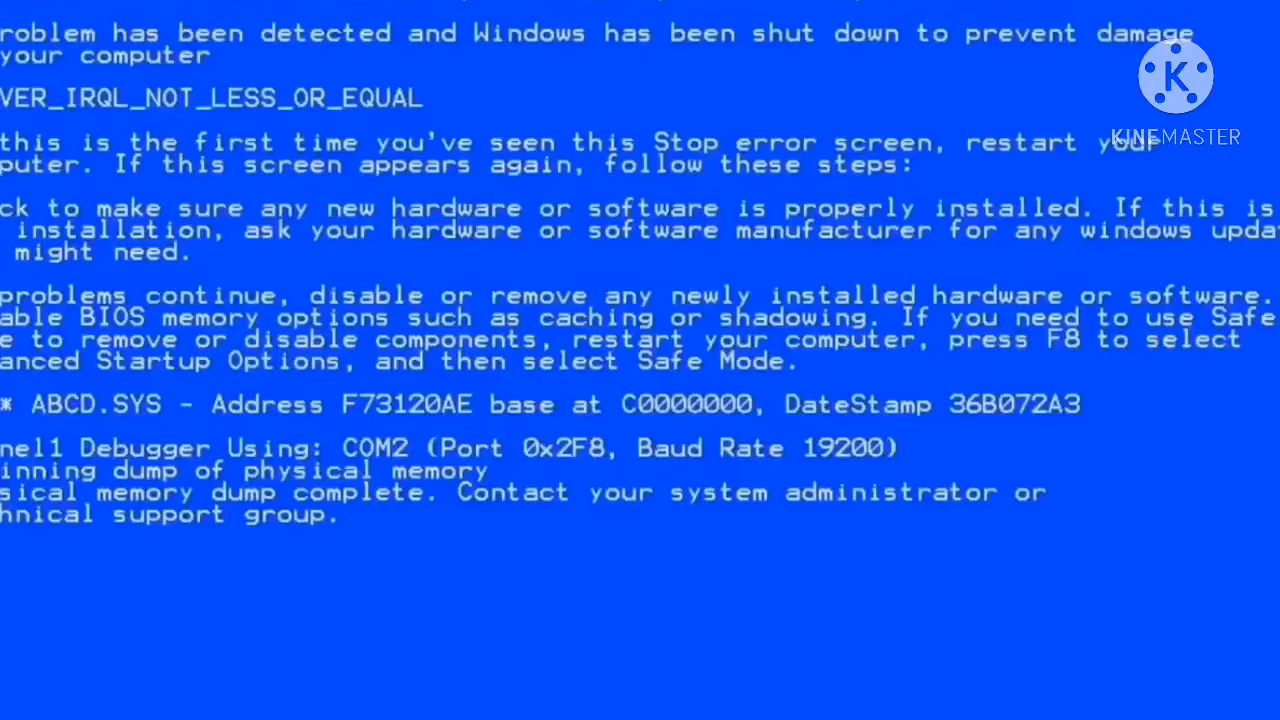 roblem has been detected and Windows has been shut down to prevent damage
your computer
VER_IRQL_NOT_LESS_OR_EQUAL
this is the first time you've seen this Stop error screen, restart your
puter. If this screen appears again, follow these steps:
ck to make sure any new hardware or software is properly installed. If this is
installation, ask your hardware or software manufacturer for any windows upda
might need.
problems continue, disable or remove any newly installed hardware or software.
able BIOS memory options such as caching or shadowing. If you need to use Safe
e to remove or disable components, restart your computer, press F8 to select
anced Startup Options, and then select Safe Mode.
* ABCD.SYS - Address F73120AE base at C0000000, DateStamp 36B072A3
nel1 Debugger Using: COM2 (Port 0x2F8, Baud Rate 19200)
inning dump of physical memory
sical memory dump complete. Contact your system administrator or
hnical support group.
K
KINEMASTER